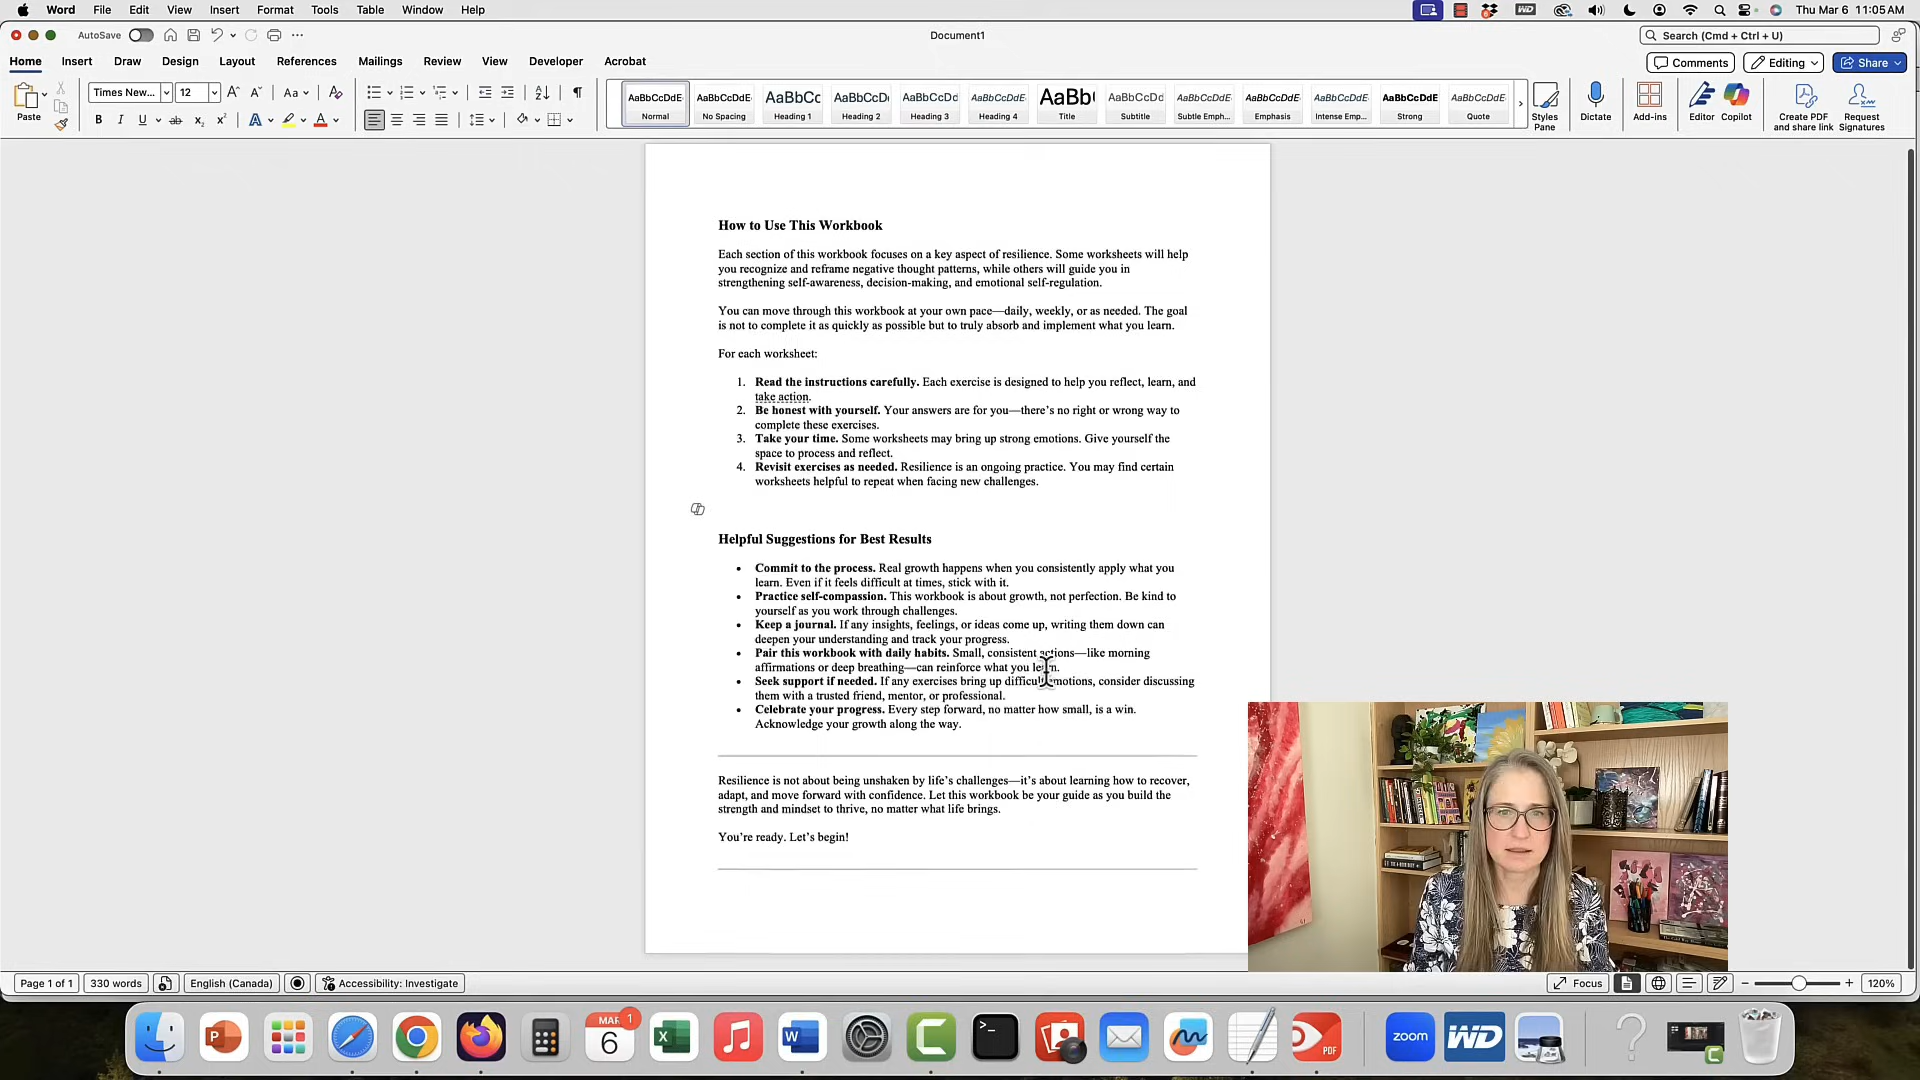 Word File Edit View Insert Format Tools Table Window Help
WD
Thu Mar 6 11:05 AM
AutoSave
Document1
Search (Cmd + Ctrl + U)
Home Insert Draw Design Layout References Mailings Review View Developer Acrobat
Comments Editing Share
Paste
Times New... 12
AaBbCcDdE AaBbCcDdE AaBbCc AaBbCcD AaBbCcDdE AaBbCcDdE AaBb( AaBbCcDd AaBbCcDdE AaBbCcDdE AaBbCcDdE AaBbCcDdE AaBbCcDdE
Normal No Spacing Heading 1 Heading 2 Heading 3 Heading 4 Title Subtitle Subtle Emph... Emphasis Intense Emp... Strong Quote
Styles Pane
Dictate
Add-ins
Editor
Copilot
Create PDF and share link
Request Signatures
How to Use This Workbook
Each section of this workbook focuses on a key aspect of resilience. Some worksheets will help
you recognize and reframe negative thought patterns, while others will guide you in
strengthening self-awareness, decision-making, and emotional self-regulation.
You can move through this workbook at your own pace—daily, weekly, or as needed. The goal
is not to complete it as quickly as possible but to truly absorb and implement what you learn.
For each worksheet:
1. Read the instructions carefully. Each exercise is designed to help you reflect, learn, and
take action.
2. Be honest with yourself. Your answers are for you—there's no right or wrong way to
complete these exercises.
3. Take your time. Some worksheets may bring up strong emotions. Give yourself the
space to process and reflect.
4. Revisit exercises as needed. Resilience is an ongoing practice. You may find certain
worksheets helpful to repeat when facing new challenges.
Helpful Suggestions for Best Results
• Commit to the process. Real growth happens when you consistently apply what you
learn. Even if it feels difficult at times, stick with it.
• Practice self-compassion. This workbook is about growth, not perfection. Be kind to
yourself as you work through challenges.
• Keep a journal. If any insights, feelings, or ideas come up, writing them down can
deepen your understanding and track your progress.
• Pair this workbook with daily habits. Small, consistent actions—like morning
affirmations or deep breathing—can reinforce what you learn.
• Seek support if needed. If any exercises bring up difficult emotions, consider discussing
them with a trusted friend, mentor, or professional.
• Celebrate your progress. Every step forward, no matter how small, is a win.
Acknowledge your growth along the way.
Resilience is not about being unshaken by life's challenges—it's about learning how to recover,
adapt, and move forward with confidence. Let this workbook be your guide as you build the
strength and mindset to thrive, no matter what life brings.
You're ready. Let's begin!
Page 1 of 1 330 words English (Canada) Accessibility: Investigate
Focus
120%
MAR 1
6
zoom
WD
PDF